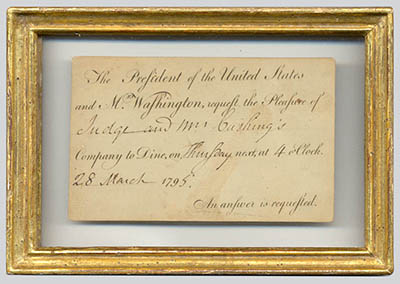 The President of the United States
and Mrs Washington, request the Pleasure of
Judge and Mrs Cushing's
Company to Dine, on Thursday next, at 4 o'Clock.
28 March 1795.
An answer is requested.